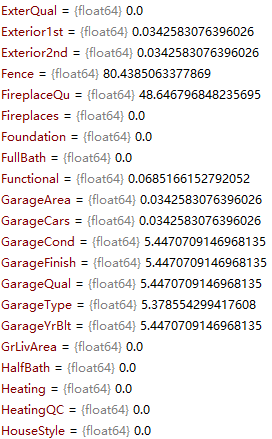 ExterQual = {float64} 0.0
Exterior1st = {float64} 0.0342583076396026
Exterior2nd = {float64} 0.0342583076396026
Fence = {float64} 80.4385063377869
FireplaceQu = {float64} 48.646796848235695
Fireplaces = {float64} 0.0
Foundation = {float64} 0.0
FullBath = {float64} 0.0
Functional = {float64} 0.0685166152792052
GarageArea = {float64} 0.0342583076396026
GarageCars = {float64} 0.0342583076396026
GarageCond = {float64} 5.4470709146968135
GarageFinish = {float64} 5.4470709146968135
GarageQual = {float64} 5.4470709146968135
GarageType = {float64} 5.378554299417608
GarageYrBlt = {float64} 5.4470709146968135
GrLivArea = {float64} 0.0
HalfBath = {float64} 0.0
Heating = {float64} 0.0
HeatingQC = {float64} 0.0
HouseStyle = {float64} 0.0